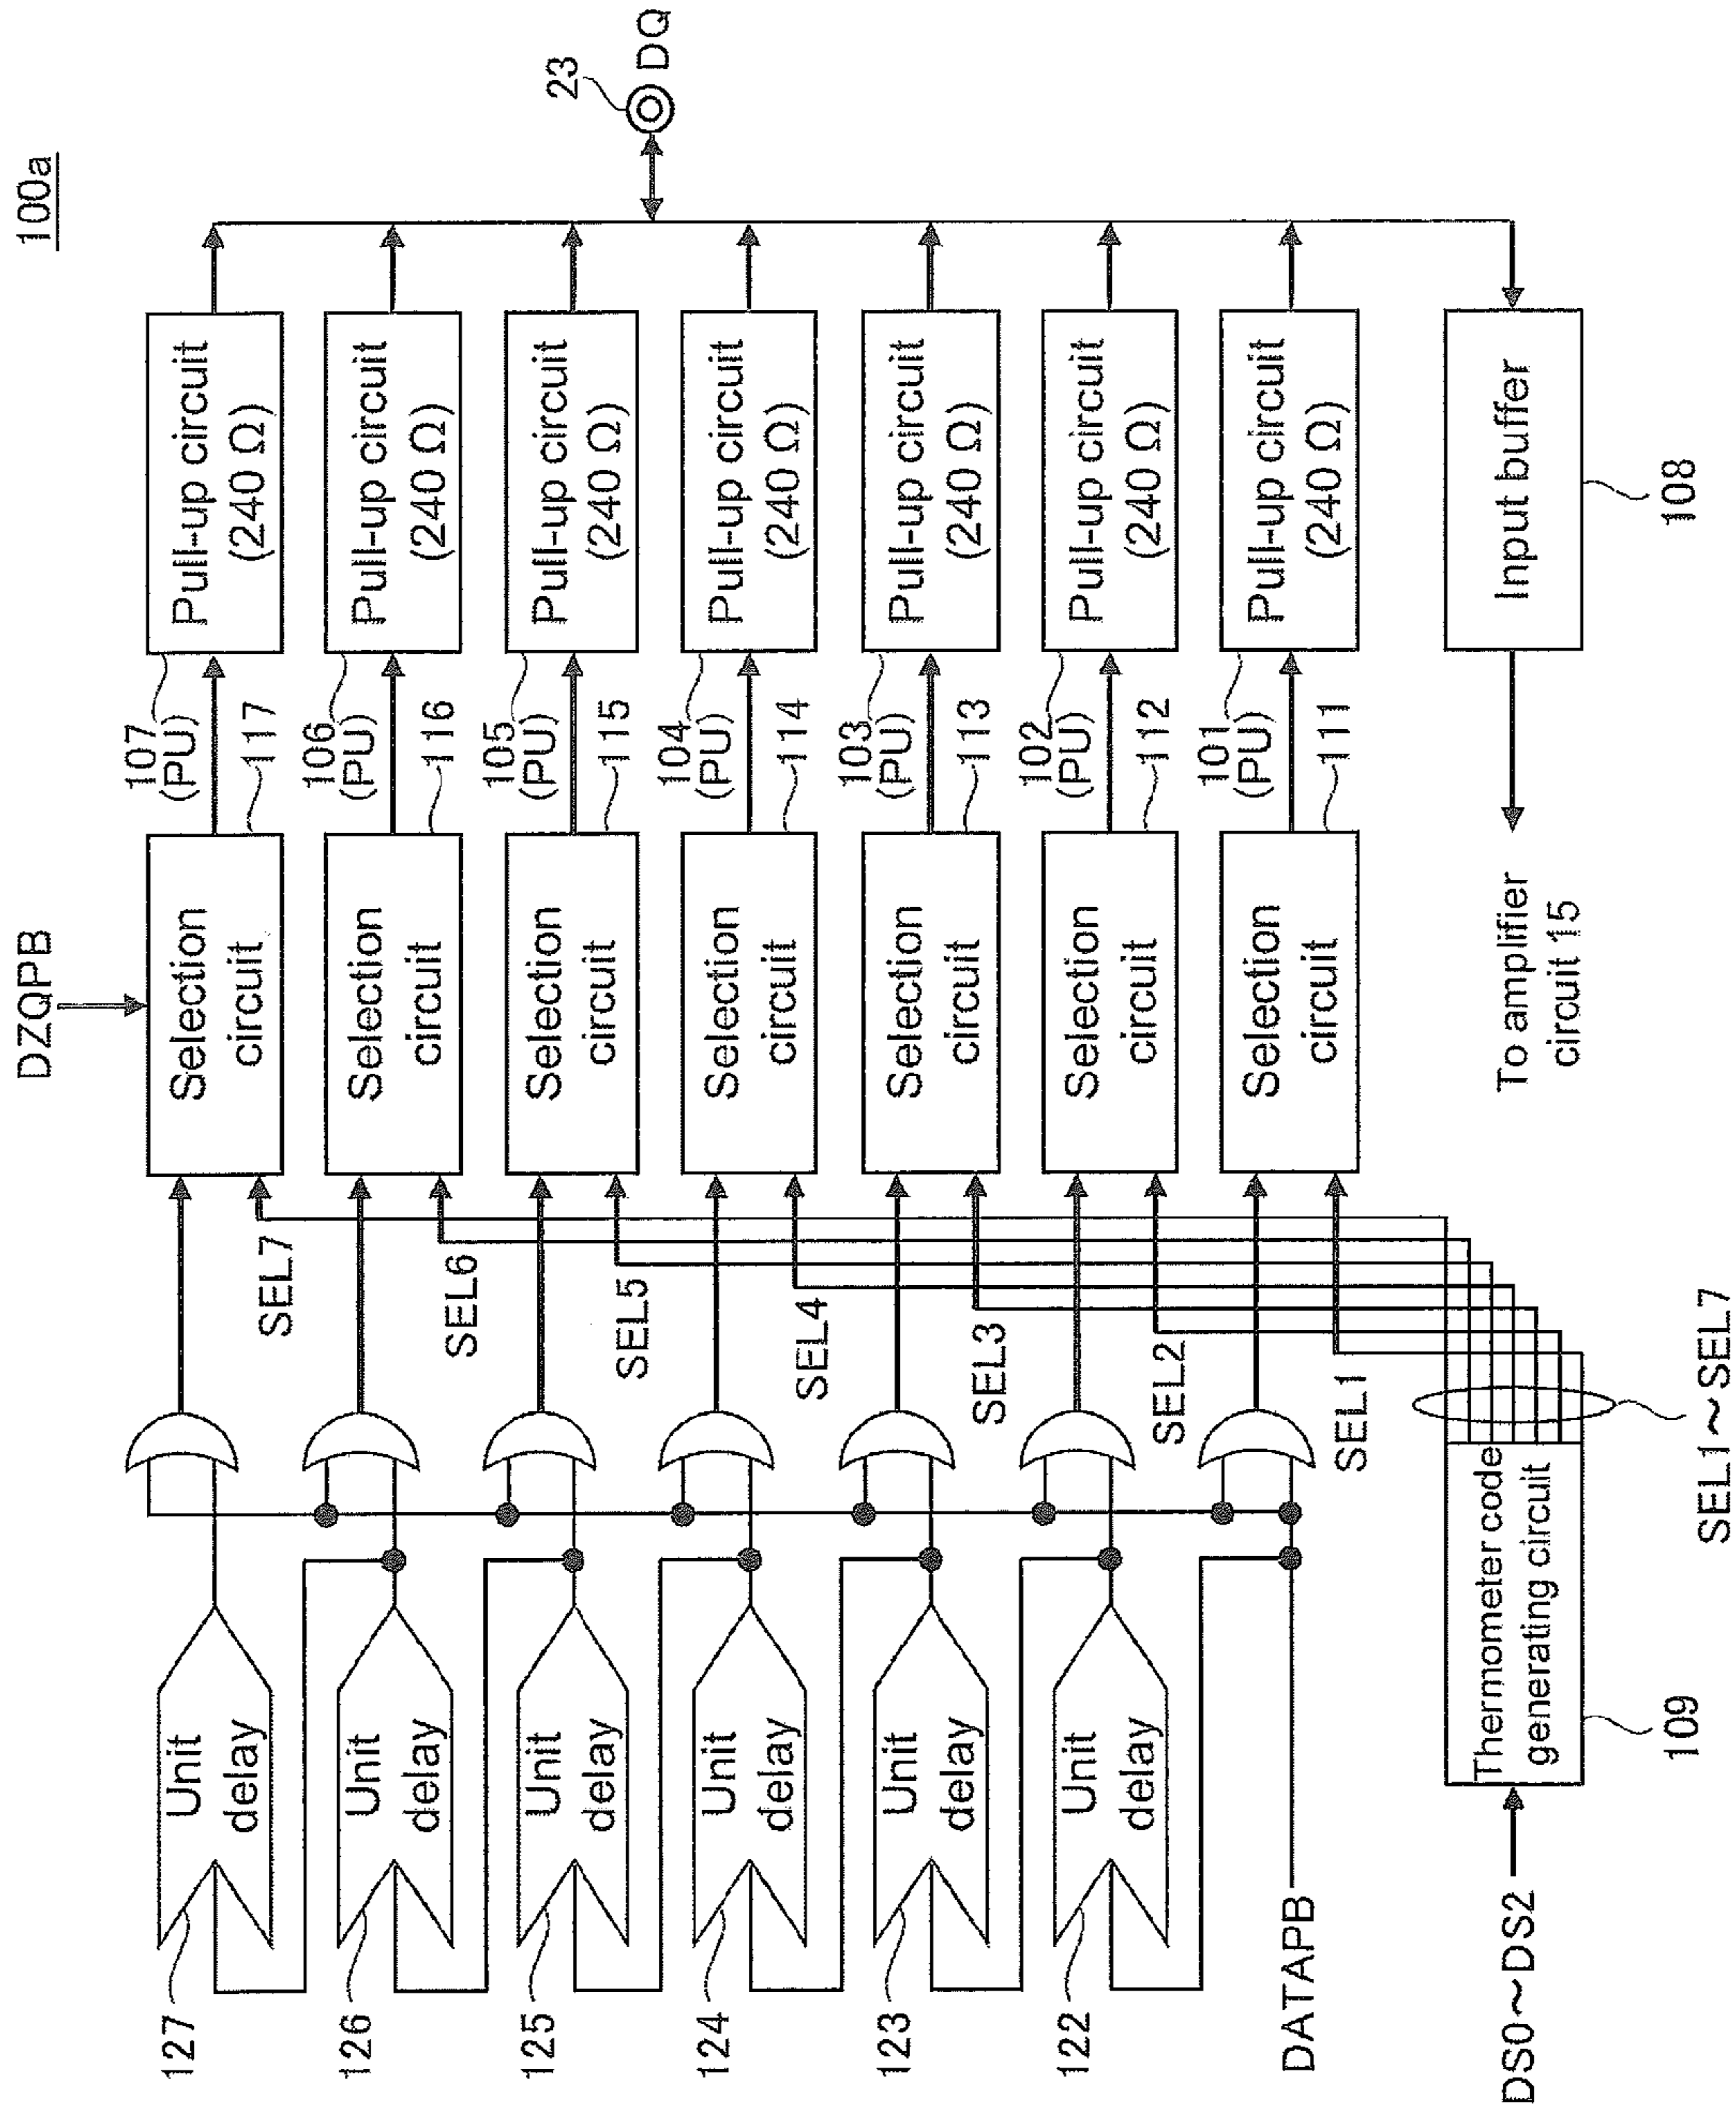 100a
23
DQ
DZQPB
107
(PU)
117
Selection
circuit
Pull-up circuit
(240 Ω)
127
Unit
delay
SEL7
106
(PU)
116
Selection
circuit
Pull-up circuit
(240 Ω)
126
Unit
delay
SEL6
105
(PU)
115
Selection
circuit
Pull-up circuit
(240 Ω)
125
Unit
delay
SEL5
104
(PU)
114
Selection
circuit
Pull-up circuit
(240 Ω)
124
Unit
delay
SEL4
103
(PU)
113
Selection
circuit
Pull-up circuit
(240 Ω)
123
Unit
delay
SEL3
102
(PU)
112
Selection
circuit
Pull-up circuit
(240 Ω)
122
Unit
delay
SEL2
101
(PU)
111
Selection
circuit
Pull-up circuit
(240 Ω)
DATAPB
SEL1
DS0~DS2
Thermometer code
generating circuit
109
SEL1~SEL7
To amplifier
circuit 15
Input buffer
108